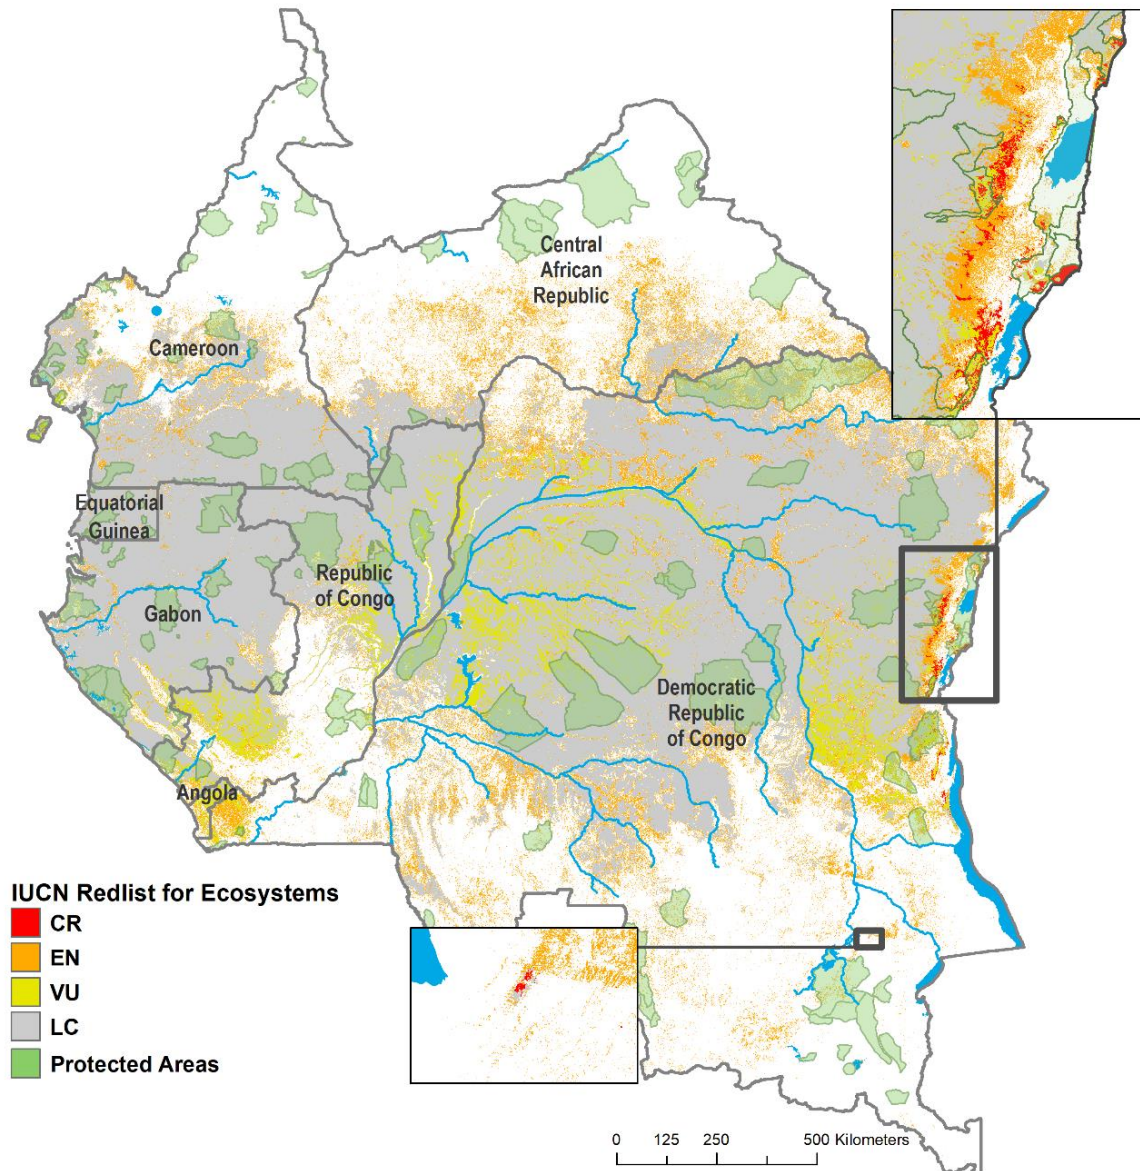 Central
African
Republic
Cameroon
Equatorial
Guinea
Republic
of Congo
Gabon
Democratic
Republic
of Congo
Angola
IUCN Redlist for Ecosystems
CR
EN
VU
LC
Protected Areas
0 125 250 500 Kilometers